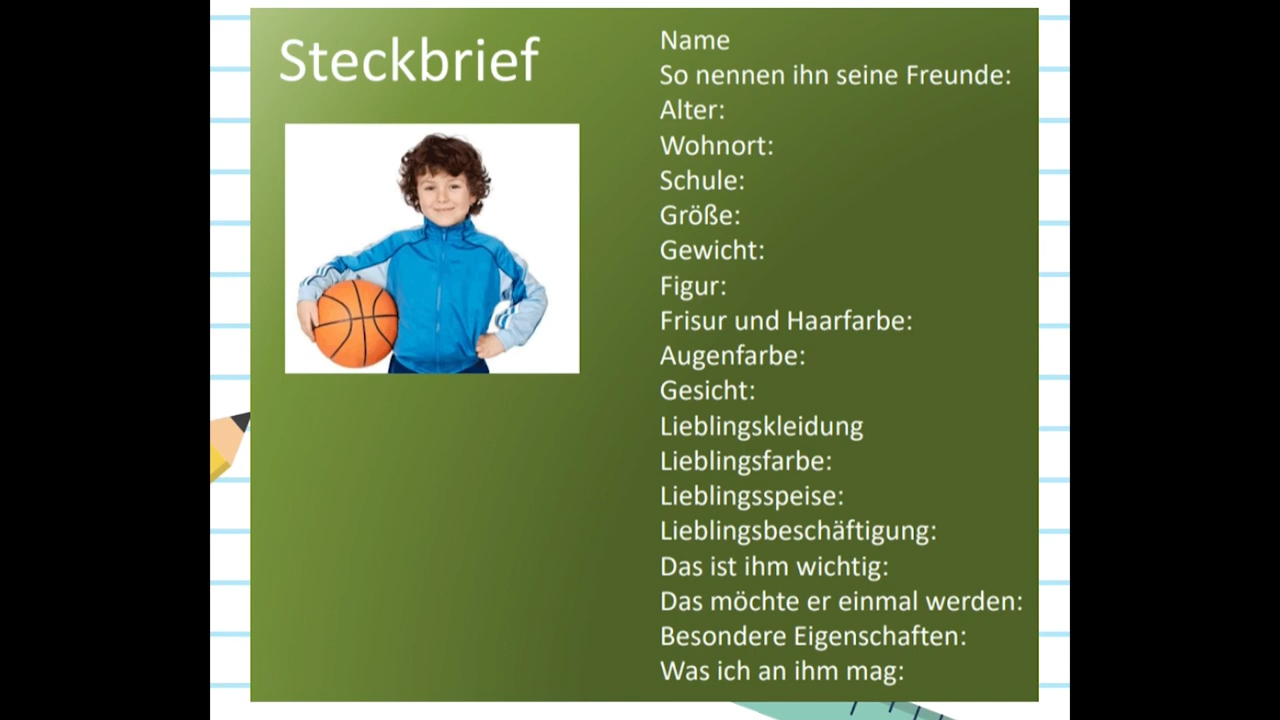 Steckbrief
Name
So nennen ihn seine Freunde:
Alter:
Wohnort:
Schule:
Größe:
Gewicht:
Figur:
Frisur und Haarfarbe:
Augenfarbe:
Gesicht:
Lieblingskleidung
Lieblingsfarbe:
Lieblingsspeise:
Lieblingsbeschäftigung:
Das ist ihm wichtig:
Das möchte er einmal werden:
Besondere Eigenschaften:
Was ich an ihm mag: